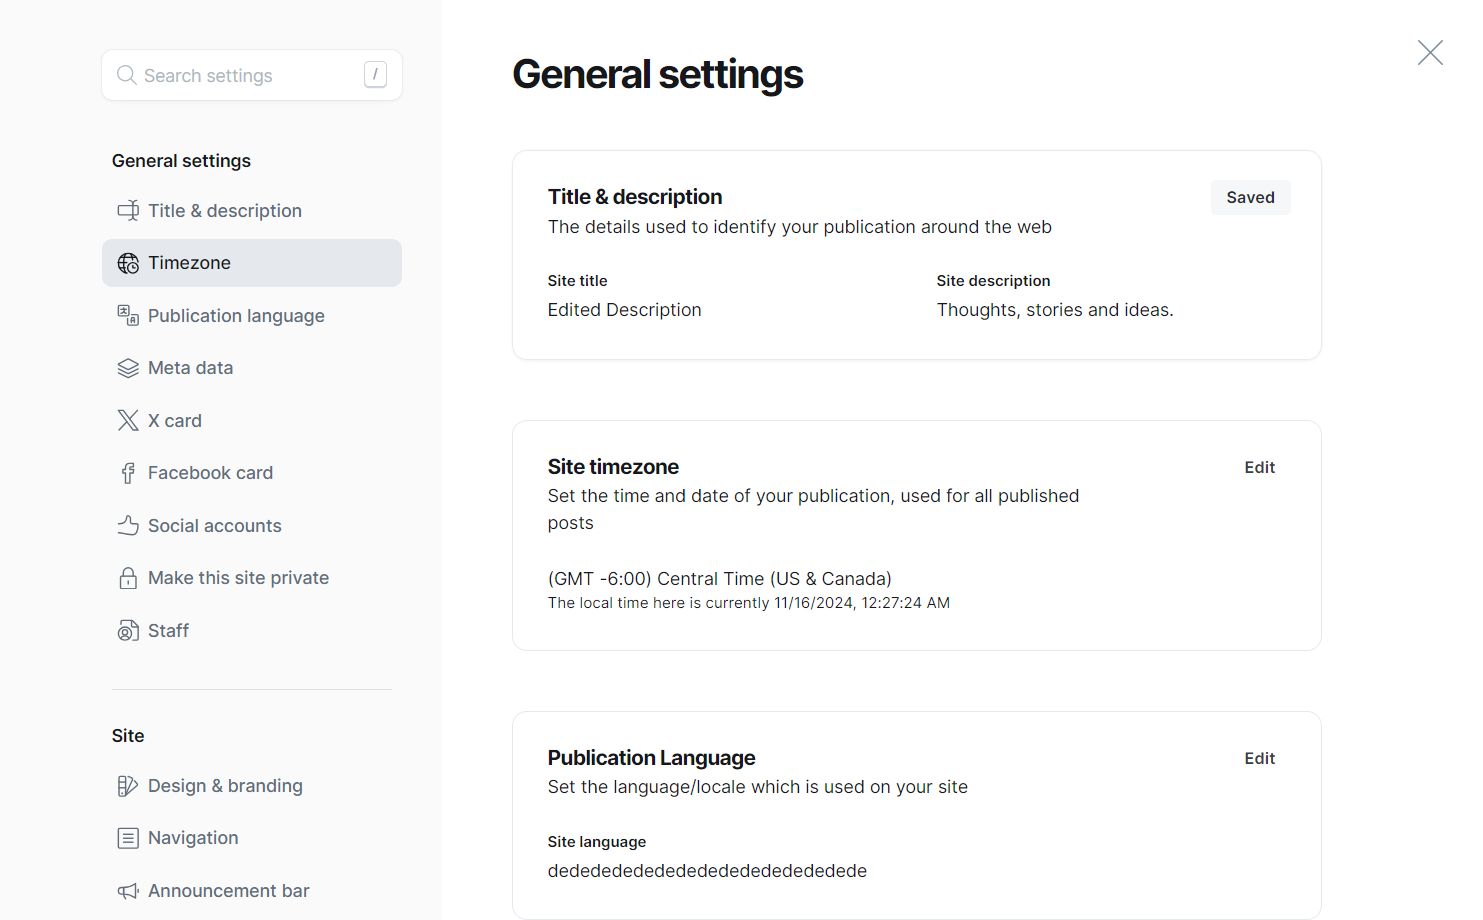 Search settings
/
General settings
Title & description
Timezone
Publication language
Meta data
X card
Facebook card
Social accounts
Make this site private
Staff
Site
Design & branding
Navigation
Announcement bar
General settings
Title & description
Saved
The details used to identify your publication around the web
Site title
Site description
Edited Description
Thoughts, stories and ideas.
Site timezone
Edit
Set the time and date of your publication, used for all published
posts
(GMT -6:00) Central Time (US & Canada)
The local time here is currently 11/16/2024, 12:27:24 AM
Publication Language
Edit
Set the language/locale which is used on your site
Site language
dededededededededededededede